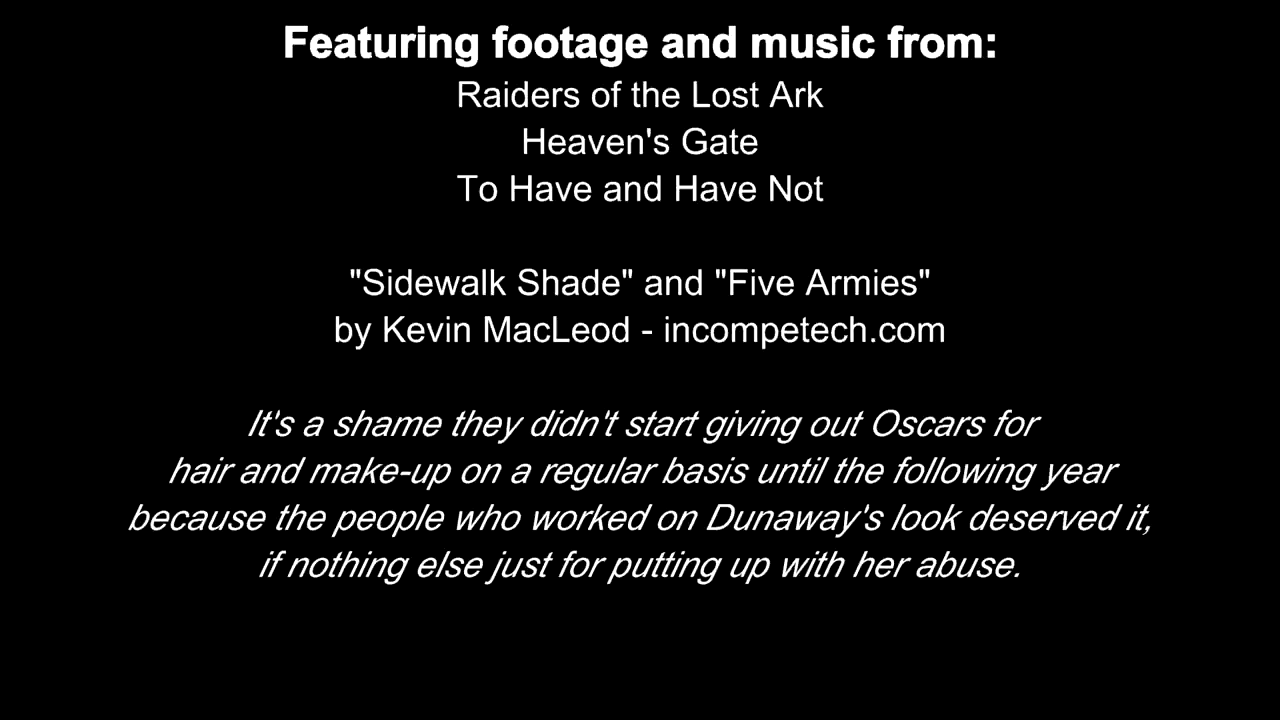 Featuring footage and music from:
Raiders of the Lost Ark
Heaven's Gate
To Have and Have Not
"Sidewalk Shade" and "Five Armies"
by Kevin MacLeod - incompetech.com
It's a shame they didn't start giving out Oscars for
hair and make-up on a regular basis until the following year
because the people who worked on Dunaway's look deserved it,
if nothing else just for putting up with her abuse.